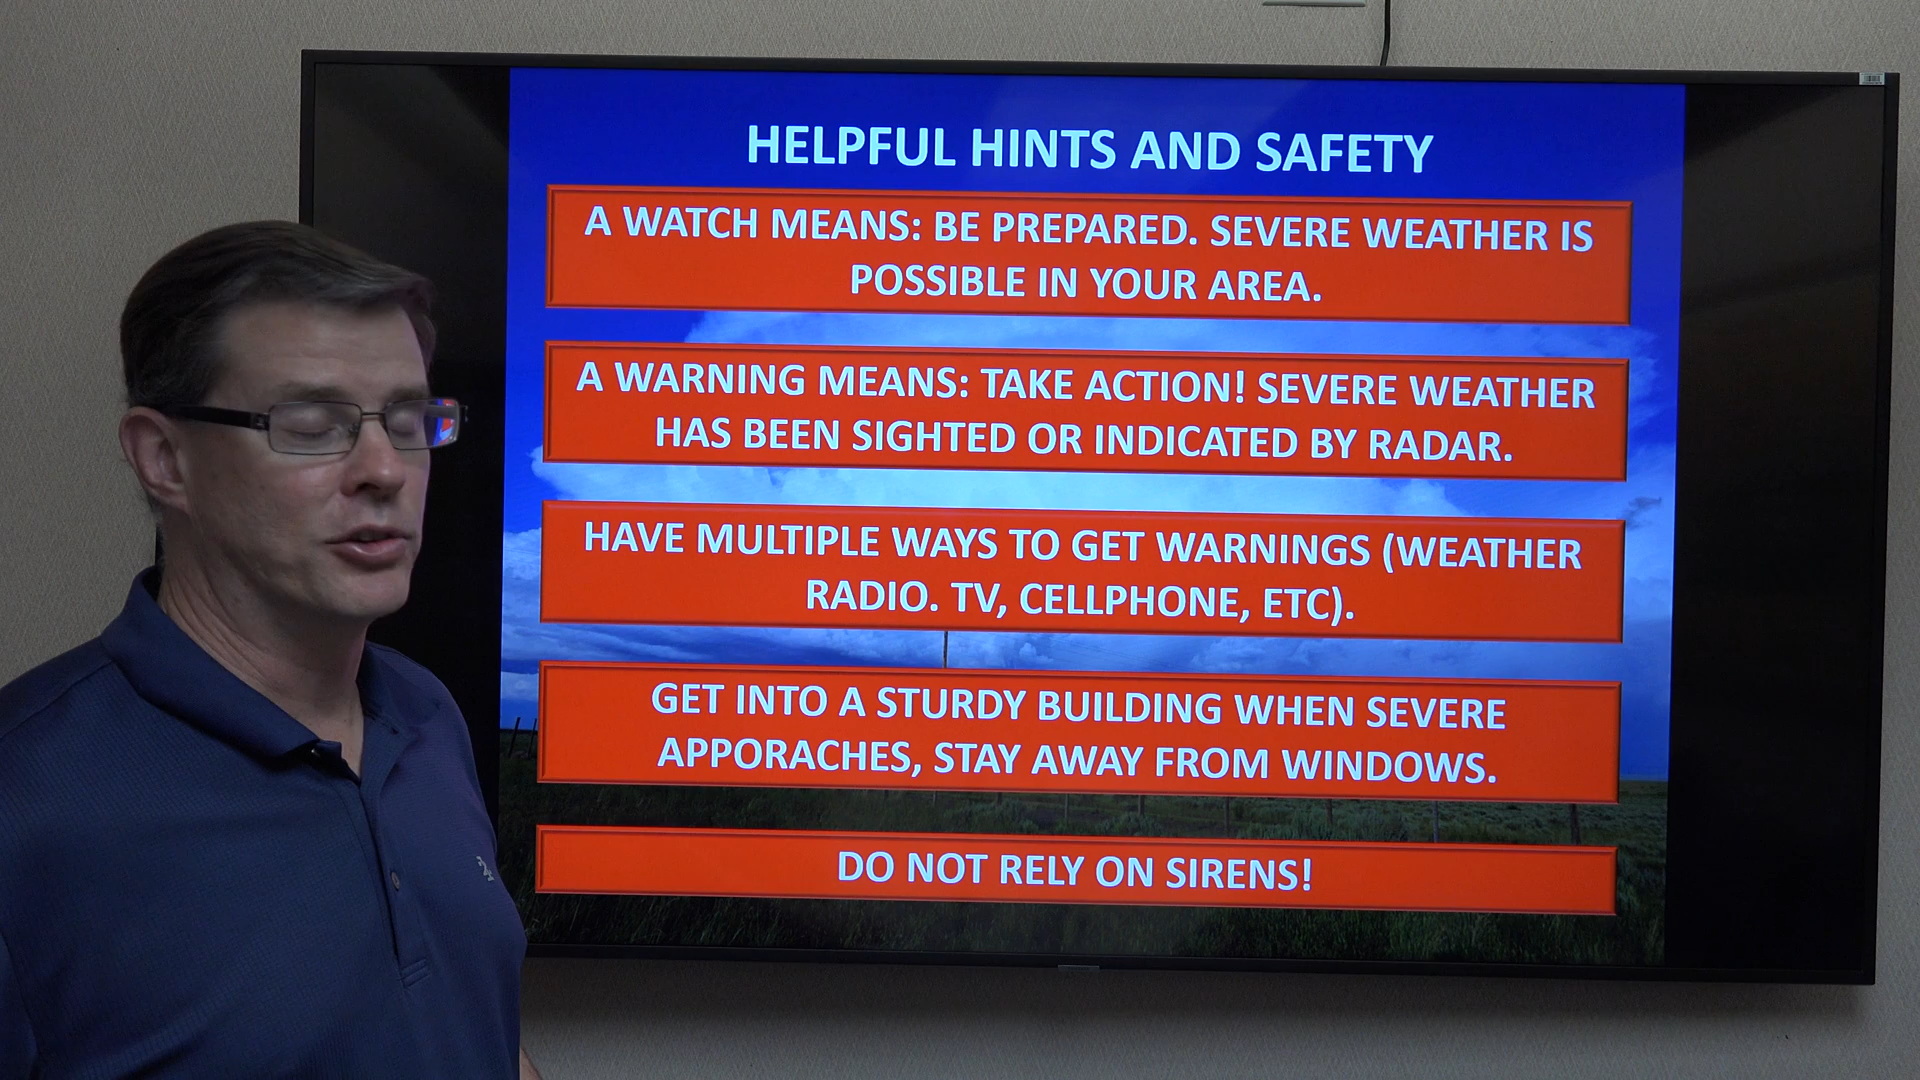 HELPFUL HINTS AND SAFETY
A WATCH MEANS: BE PREPARED. SEVERE WEATHER IS
POSSIBLE IN YOUR AREA.
A WARNING MEANS: TAKE ACTION! SEVERE WEATHER
HAS BEEN SIGHTED OR INDICATED BY RADAR.
HAVE MULTIPLE WAYS TO GET WARNINGS (WEATHER
RADIO. TV, CELLPHONE, ETC).
GET INTO A STURDY BUILDING WHEN SEVERE
APPORACHES, STAY AWAY FROM WINDOWS.
DO NOT RELY ON SIRENS!